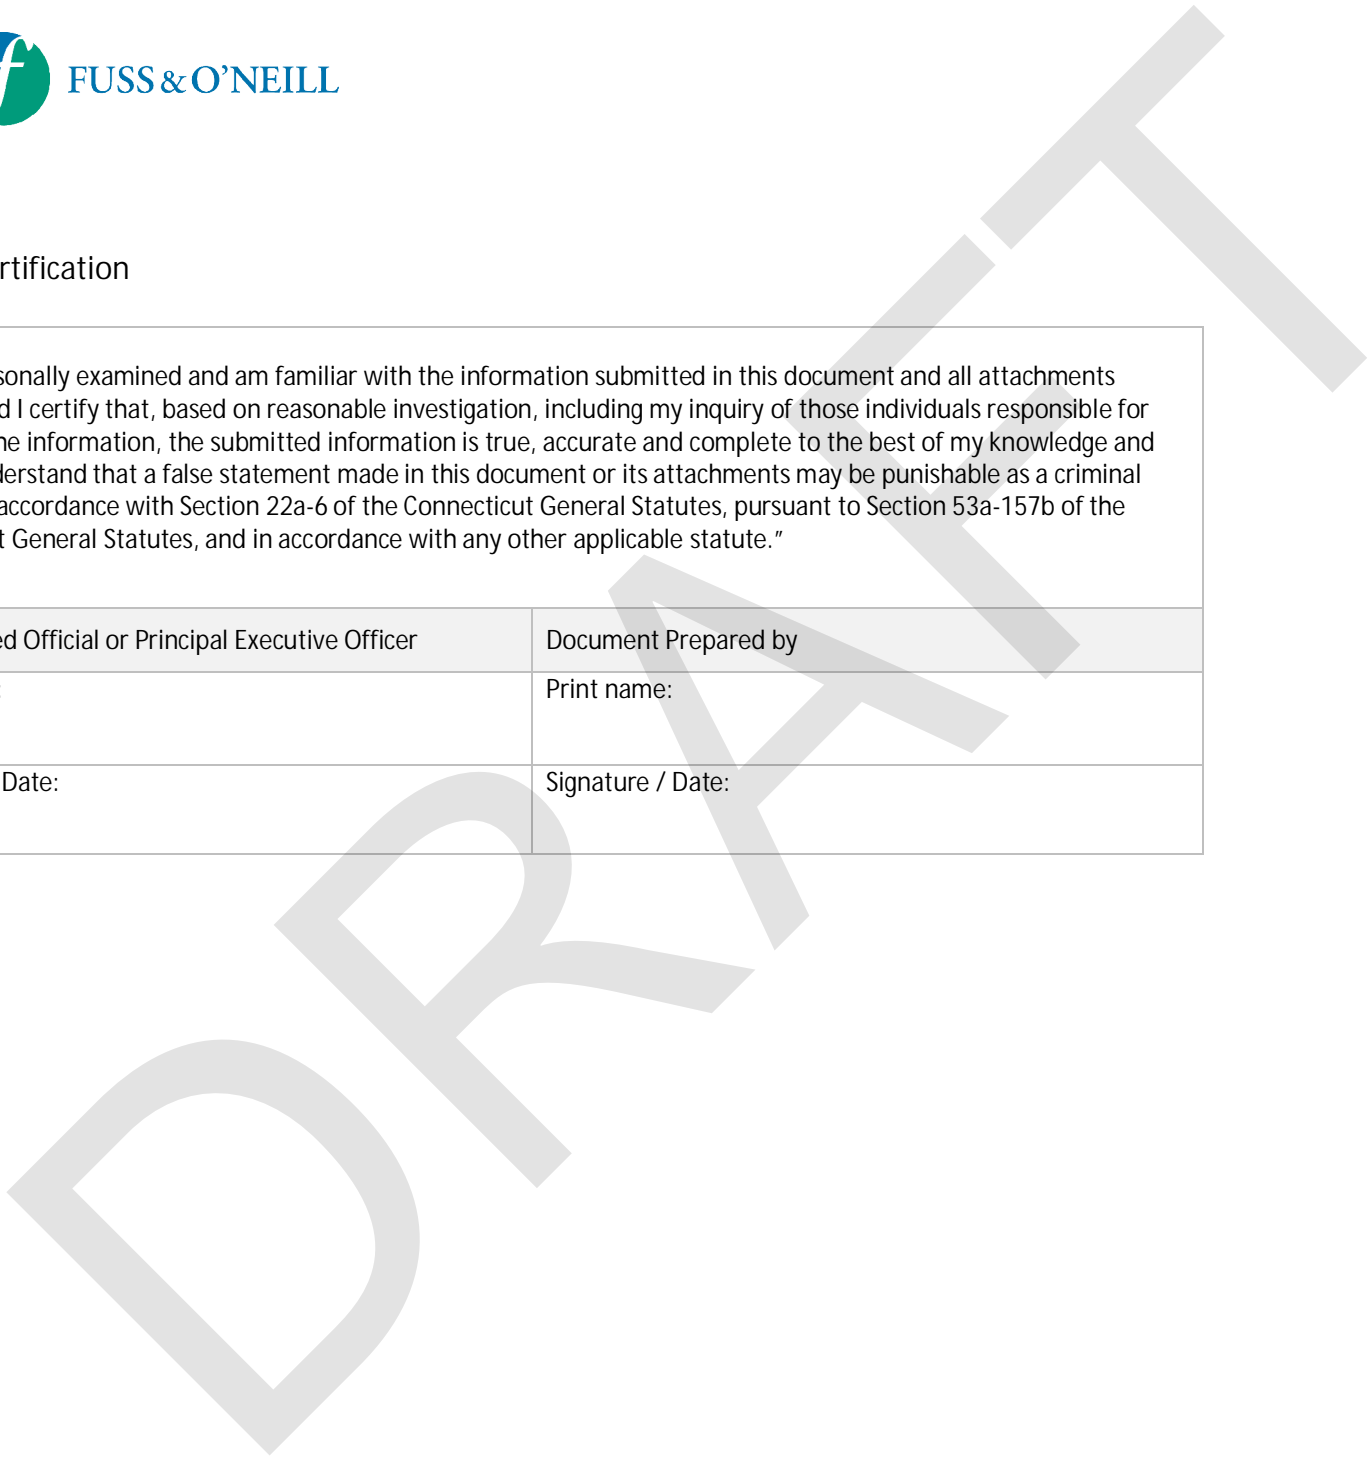 f FUSS & O'NEILL
rtification
sonally examined and am familiar with the information submitted in this document and all attachments
d I certify that, based on reasonable investigation, including my inquiry of those individuals responsible for
he information, the submitted information is true, accurate and complete to the best of my knowledge and
derstand that a false statement made in this document or its attachments may be punishable as a criminal
accordance with Section 22a-6 of the Connecticut General Statutes, pursuant to Section 53a-157b of the
t General Statutes, and in accordance with any other applicable statute.”
ed Official or Principal Executive Officer
Document Prepared by
:
Print name:
Date:
Signature / Date:
DRAFT